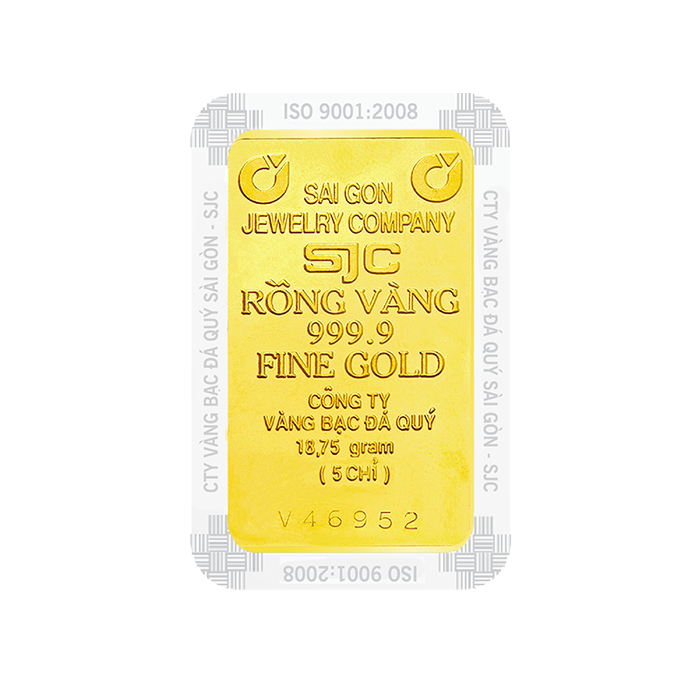 ISO 9001:2008
SAI GON
JEWELRY COMPANY
SJC
RỒNG VÀNG
999.9
FINE GOLD
CÔNG TY
VÀNG BẠC ĐÁ QUÝ
18,75 gram
( 5 CHỈ )
V46952
CTY VÀNG BẠC ĐÁ QUÝ SÀI GÒN - SJC
CTY VÀNG BẠC ĐÁ QUÝ SÀI GÒN - SJC
ISO 9001:2008